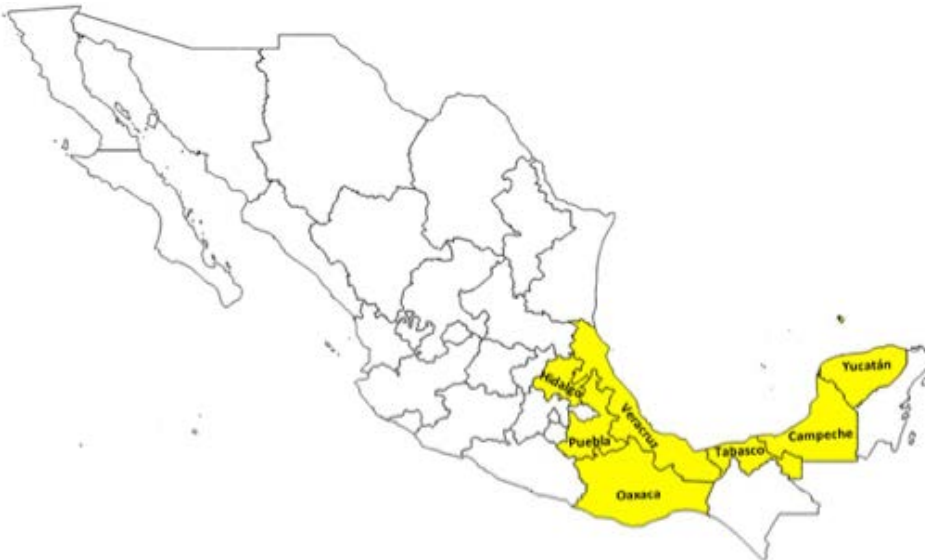 Yucatán
Hidalgo
Veracruz
Campeche
Puebla
Tabasco
Oaxaca